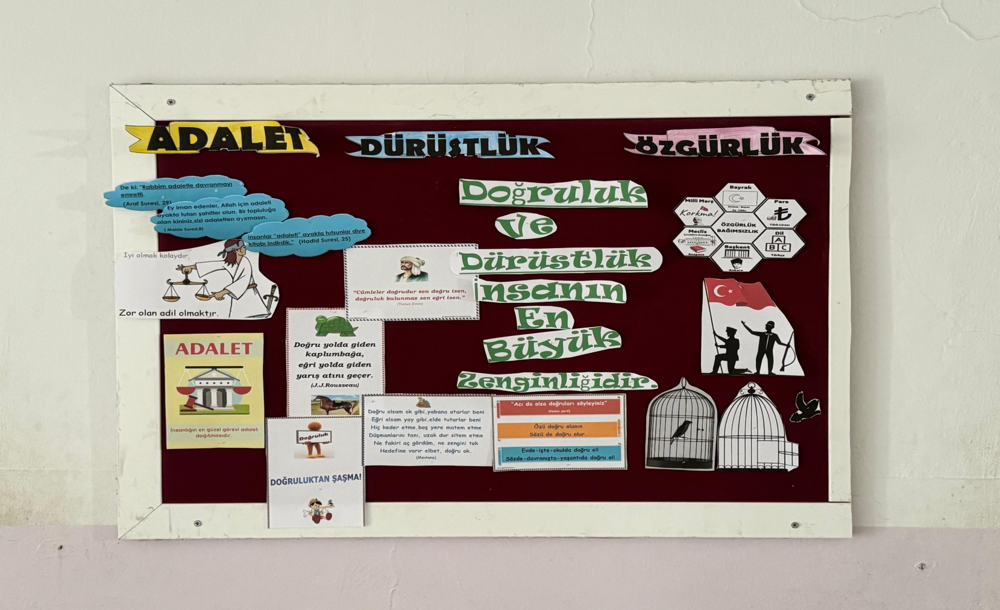 ADALET
DÜRÜSTLÜK
ÖZGÜRLÜK
De ki: "Rabbim adaletle davranmayı
emretti.
(Araf Suresi, 29)
Ey iman edenler, Allah için adaleti
ayakta tutan şahitler olun. Bir topluluğa
olan kininiz,sizi adaletten ayırmasın.
( Maide Suresi,8)
insanlar "adaleti" ayakta tutsunlar diye
kitabı indirdik." (Hadid Suresi, 25)
İyi olmak kolaydır,
Zor olan adil olmaktır.
ADALET
İnsanlığın en güzel görevi adalet
dağıtmasıdır.
"Cümleler doğrudur sen doğru isen,
doğruluk bulunmaz sen eğri isen."
(Yunus Emre)
Doğru yolda giden
kaplumbağa,
eğri yolda giden
yarış atını geçer.
(J.J.Rousseau)
Doğruluk
DOĞRULUKTAN ŞAŞMA!
Doğru olsam ok gibi,yabana atarlar beni
Eğri olsam yay gibi,elde tutarlar beni
Hiç keder etme,boş yere matem etme
Düşmanlarını tanı, uzak dur sitem etme
Ne fakiri aç gördüm, ne zengini tok
Hedefine varır elbet, doğru ok.
(Mevlana)
Doğruluk
ve
Dürüstlük
İnsanın
En
Büyük
Zenginliğidir.
"Acı da olsa doğruları söyleyiniz"
(Hadisi şerif)
Özü doğru olanın
Sözü de doğru olur.
Evde-işte-okulda doğru ol!
Sözde-davranışta-yaşantıda doğru ol!
Bayrak
Kırmızı - Beyaz
Ay - Yıldız
Milli Marş
Korkma!
Para
₺
Türk Lirası
ÖZGÜRLÜK
BAĞIMSIZLIK
Meclis
Anayasa
Dil
A
B C
Türkçe
Başkent
Ankara